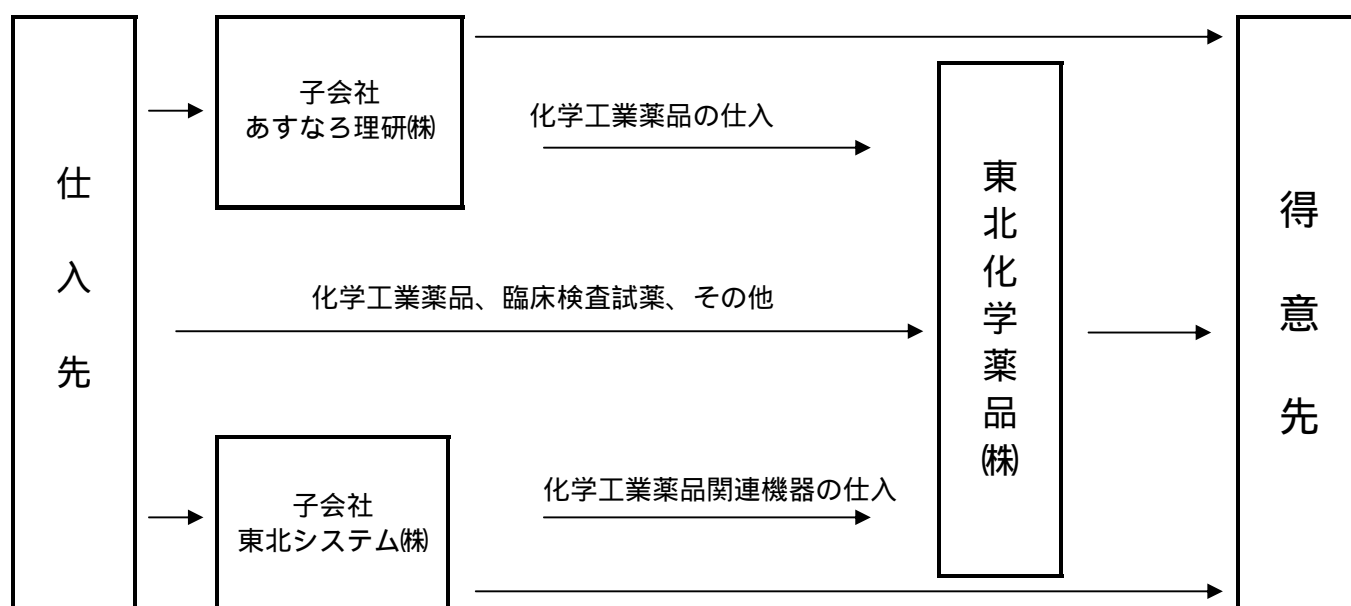 仕入先
子会社
あすなろ理研㈱
化学工業薬品の仕入
化学工業薬品、臨床検査試薬、その他
子会社
東北システム㈱
化学工業薬品関連機器の仕入
東北化学薬品㈱
得意先